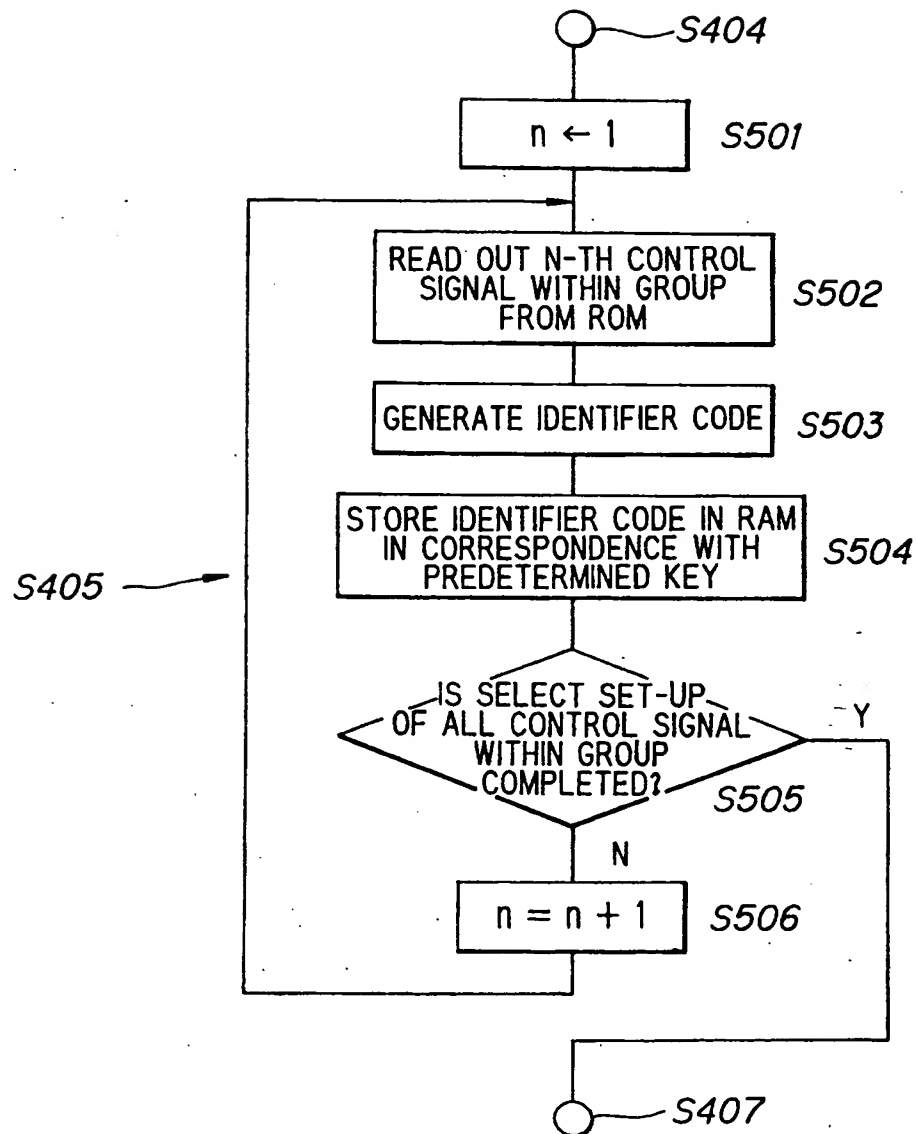 S404
n ← 1
S501
READ OUT N-TH CONTROL
SIGNAL WITHIN GROUP
FROM ROM
S502
GENERATE IDENTIFIER CODE
S503
STORE IDENTIFIER CODE IN RAM
IN CORRESPONDENCE WITH
PREDETERMINED KEY
S504
S405
IS SELECT SET-UP
OF ALL CONTROL SIGNAL
WITHIN GROUP
COMPLETED?
Y
S505
N
n = n + 1
S506
S407